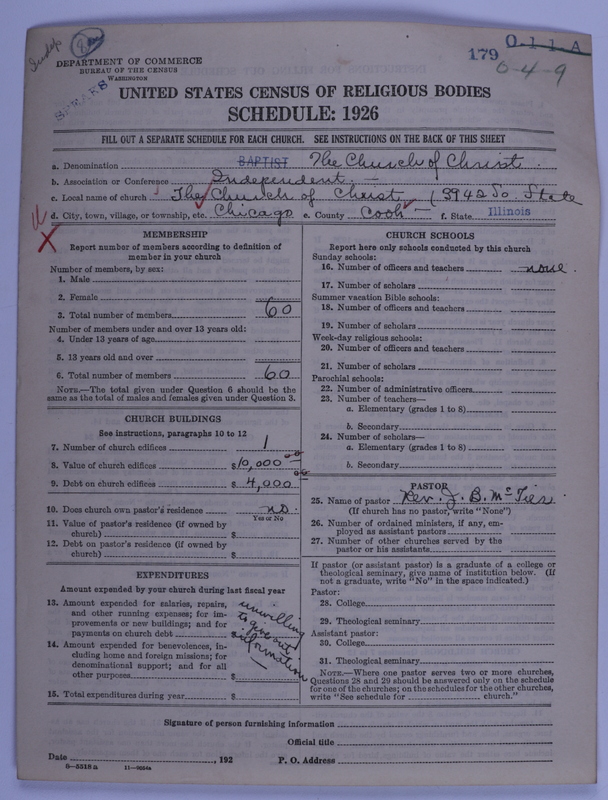 Indep
179
O-1 1-A
0-4-9
DEPARTMENT OF COMMERCE
BUREAU OF THE CENSUS
WASHINGTON
UNITED STATES CENSUS OF RELIGIOUS BODIES
SCHEDULE: 1926
FILL OUT A SEPARATE SCHEDULE FOR EACH CHURCH. SEE INSTRUCTIONS ON THE BACK OF THIS SHEET
a. Denomination BAPTIST The Church of Christ
b. Association or Conference Independent —
c. Local name of church The Church of Christ (3942 So. State
d. City, town, village, or township, etc. Chicago e. County Cook — f. State Illinois
MEMBERSHIP
Report number of members according to definition of
member in your church
Number of members, by sex:
1. Male
2. Female
3. Total number of members 60
Number of members under and over 13 years old:
4. Under 13 years of age
5. 13 years old and over
6. Total number of members 60
NOTE.—The total given under Question 6 should be the
same as the total of males and females given under Question 3.
CHURCH BUILDINGS
See instructions, paragraphs 10 to 12
7. Number of church edifices 1
8. Value of church edifices $10,000 00
9. Debt on church edifices $4,000 00
10. Does church own pastor's residence no.
Yes or No
11. Value of pastor's residence (if owned by
church) $
12. Debt on pastor's residence (if owned by
church) $
EXPENDITURES
Amount expended by your church during last fiscal year
13. Amount expended for salaries, repairs,
and other running expenses; for im-
provements or new buildings; and for
payments on church debt $
14. Amount expended for benevolences, in-
cluding home and foreign missions; for
denominational support; and for all
other purposes $
15. Total expenditures during year $
unwilling
to give out
information
—
CHURCH SCHOOLS
Report here only schools conducted by this church
Sunday schools:
16. Number of officers and teachers none.
17. Number of scholars
Summer vacation Bible schools:
18. Number of officers and teachers
19. Number of scholars
Week-day religious schools:
20. Number of officers and teachers
21. Number of scholars
Parochial schools:
22. Number of administrative officers
23. Number of teachers—
a. Elementary (grades 1 to 8)
b. Secondary
24. Number of scholars—
a. Elementary (grades 1 to 8)
b. Secondary
PASTOR
25. Name of pastor Rev. J. B. McTier
(If church has no pastor, write "None")
26. Number of ordained ministers, if any, em-
ployed as assistant pastors
27. Number of other churches served by the
pastor or his assistants
If pastor (or assistant pastor) is a graduate of a college or
theological seminary, give name of institution below. (If
not a graduate, write "No" in the space indicated.)
Pastor:
28. College
29. Theological seminary
Assistant pastor:
30. College
31. Theological seminary
NOTE.—Where one pastor serves two or more churches,
Questions 28 and 29 should be answered only on the schedule
for one of the churches; on the schedules for the other churches,
write "See schedule for church."
Signature of person furnishing information
Official title
Date , 192 P. O. Address
8—5318a 11—9254a